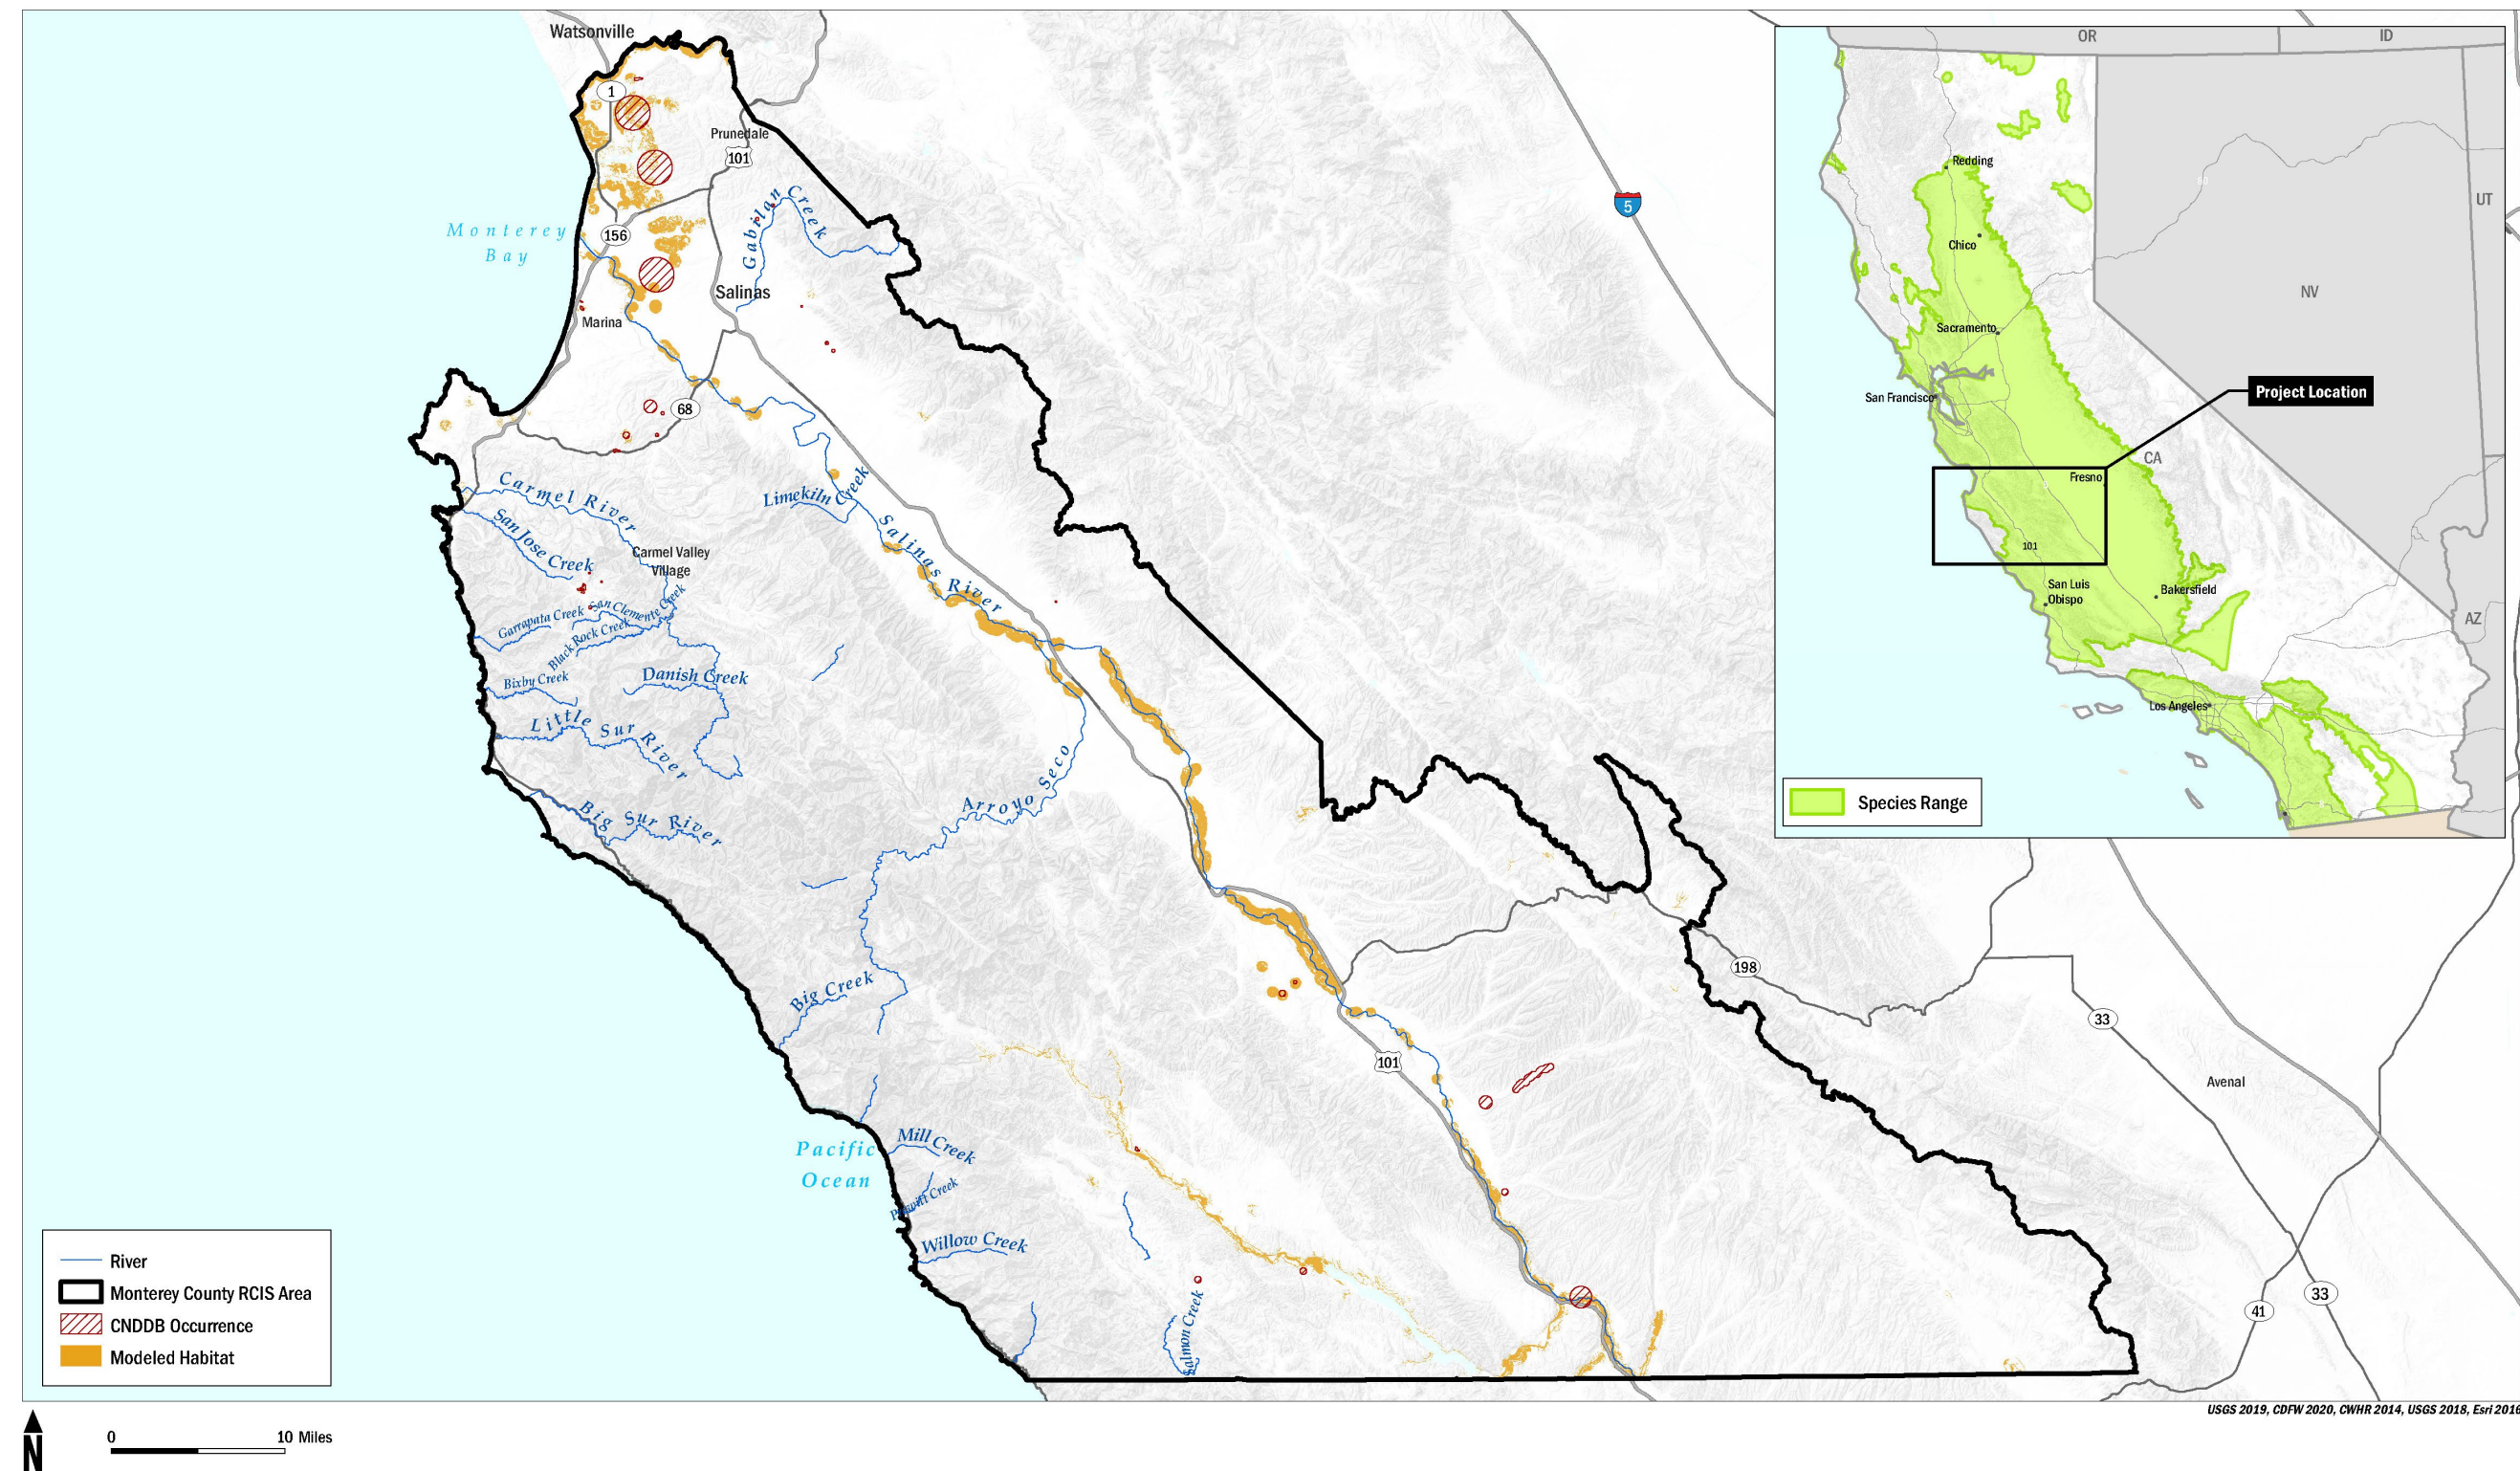 Watsonville
1
Prunedale
101
Monterey
Bay
156
Gabilan Creek
Salinas
Marina
68
5
Carmel River
San Jose Creek
Carmel Valley
Village
Limekiln Creek
Salinas River
Garrapata Creek
San Clemente Creek
Black Rock Creek
Bixby Creek
Danish Creek
Little Sur River
Big Sur River
Arroyo Seco
Big Creek
198
33
101
Avenal
Pacific
Ocean
Mill Creek
Willow Creek
Salmon Creek
33
41
OR
ID
Redding
UT
Chico
NV
Sacramento
San Francisco
Project Location
CA
Fresno
101
San Luis
Obispo
Bakersfield
AZ
Los Angeles
Species Range
River
Monterey County RCIS Area
CNDDB Occurrence
Modeled Habitat
USGS 2019, CDFW 2020, CWHR 2014, USGS 2018, Esri 2016
N
0 10 Miles